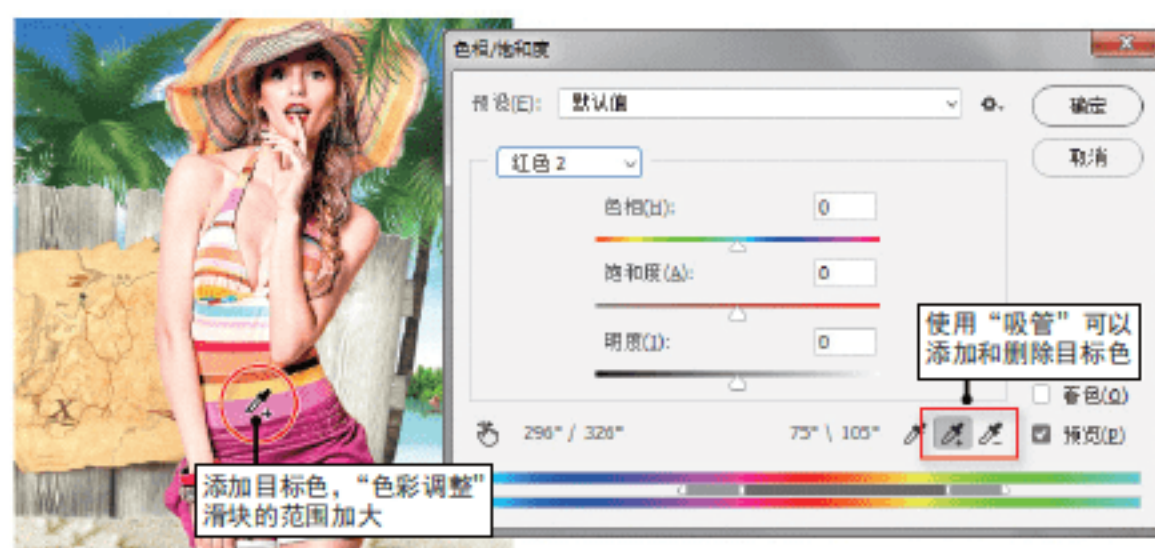 色相/饱和度
预设(E): 默认值
确定
取消
红色 2
色相(H): 0
饱和度(A): 0
明度(I): 0
使用“吸管”可以
添加和删除目标色
着色(O)
296° / 326° 75° \ 105° 预览(P)
添加目标色，“色彩调整”
滑块的范围加大